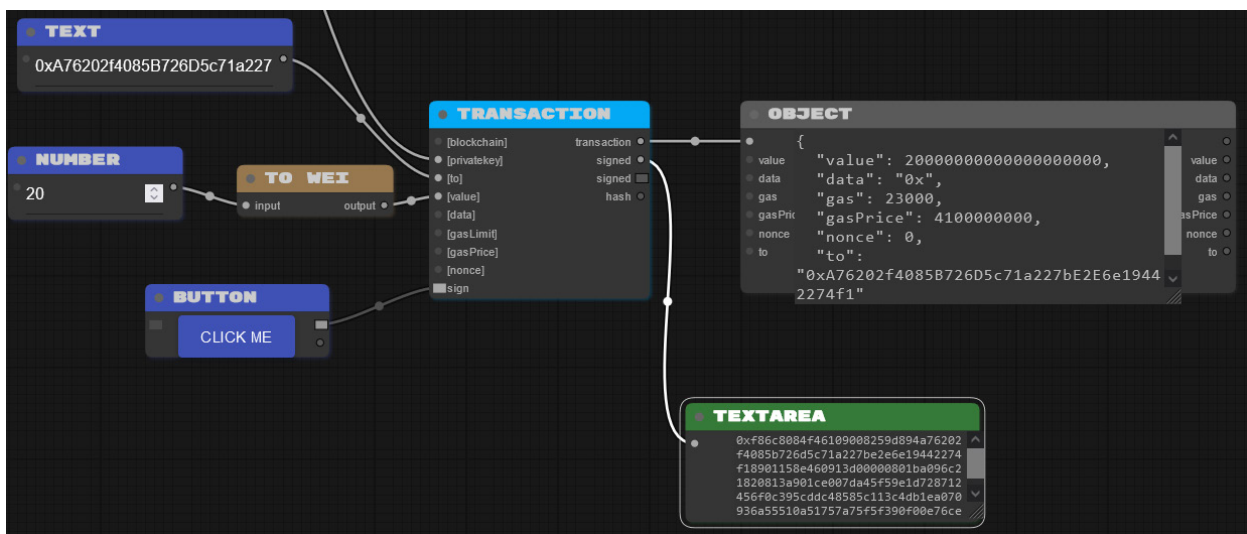 TEXT
0xA76202f4085B726D5c71a227
NUMBER
20
TO WEI
input output
BUTTON
CLICK ME
TRANSACTION
[blockchain] transaction
[privatekey] signed
[to] signed
[value] hash
[data]
[gasLimit]
[gasPrice]
[nonce]
sign
OBJECT
{
value "value": 20000000000000000000, value
data "data": "0x", data
gas "gas": 23000, gas
gasPric "gasPrice": 4100000000, asPrice
nonce "nonce": 0, nonce
to "to": to
"0xA76202f4085B726D5c71a227bE2E6e1944
2274f1"
TEXTAREA
0xf86c8084f46109008259d894a76202
f4085b726d5c71a227be2e6e19442274
f18901158e460913d00000801ba096c2
1820813a901ce007da45f59e1d728712
456f0c395cddc48585c113c4db1ea070
936a55510a51757a75f5f390f00e76ce